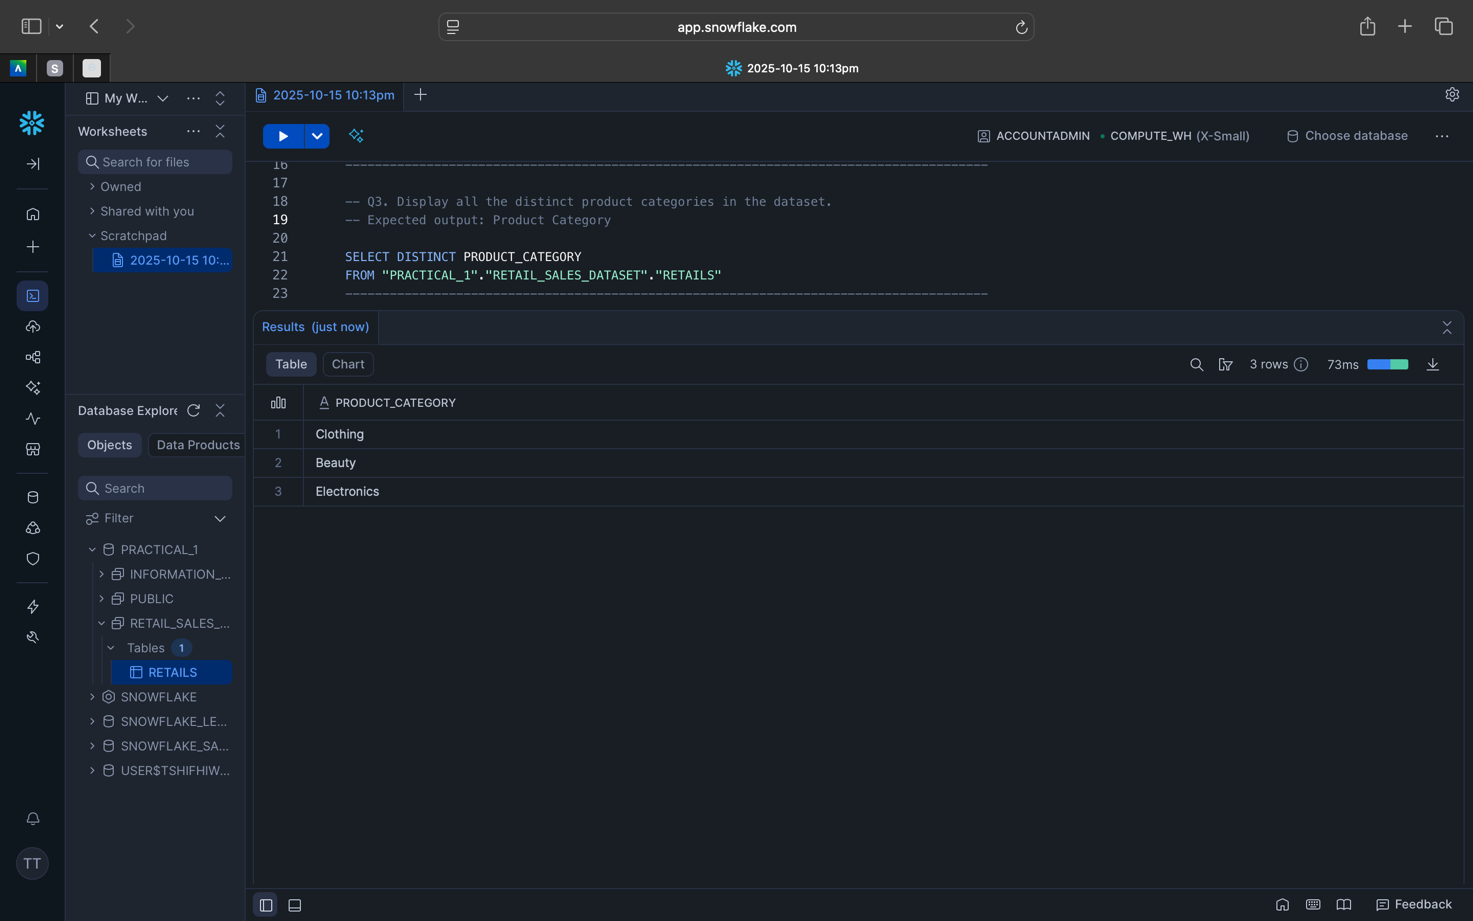 app.snowflake.com
S
2025-10-15 10:13pm
My W...
2025-10-15 10:13pm
Worksheets
ACCOUNTADMIN
COMPUTE_WH (X-Small)
Choose database
Search for files
Owned
Shared with you
Scratchpad
2025-10-15 10:...
16 ----------------------------------------------------------------------------------------
17
18 -- Q3. Display all the distinct product categories in the dataset.
19 -- Expected output: Product Category
20
21 SELECT DISTINCT PRODUCT_CATEGORY
22 FROM "PRACTICAL_1"."RETAIL_SALES_DATASET"."RETAILS"
23 ----------------------------------------------------------------------------------------
Results (just now)
Table
Chart
3 rows
73ms
A PRODUCT_CATEGORY
1 Clothing
2 Beauty
3 Electronics
Database Explore
Objects
Data Products
Search
Filter
PRACTICAL_1
INFORMATION_...
PUBLIC
RETAIL_SALES_...
Tables 1
RETAILS
SNOWFLAKE
SNOWFLAKE_LE...
SNOWFLAKE_SA...
USER$TSHIFHIW...
TT
Feedback